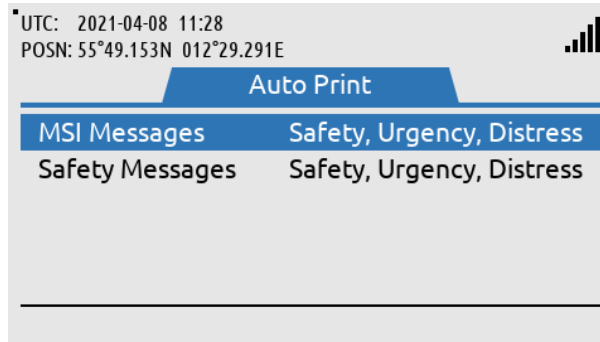 UTC: 2021-04-08 11:28
POSN: 55°49.153N 012°29.291E
Auto Print
MSI Messages Safety, Urgency, Distress
Safety Messages Safety, Urgency, Distress